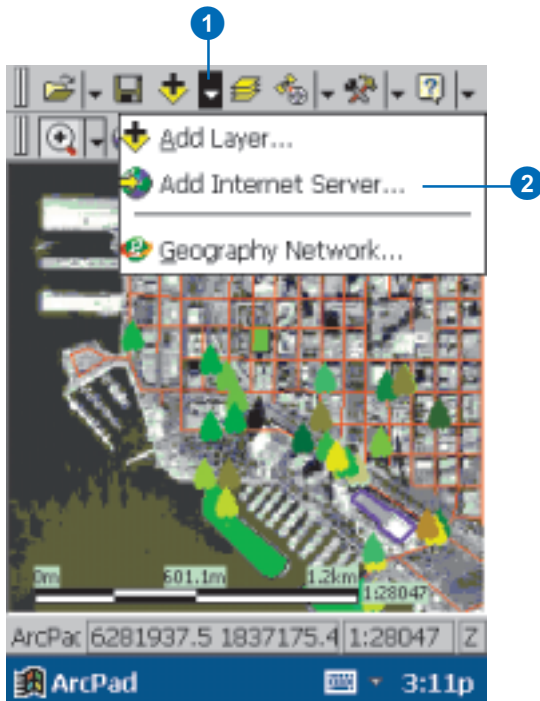 1
Add Layer...
Add Internet Server...
2
Geography Network...
0m 601.1m 1.2km
1:28047
ArcPac 6281937.5 1837175.4 1:28047 Z
ArcPad 3:11p